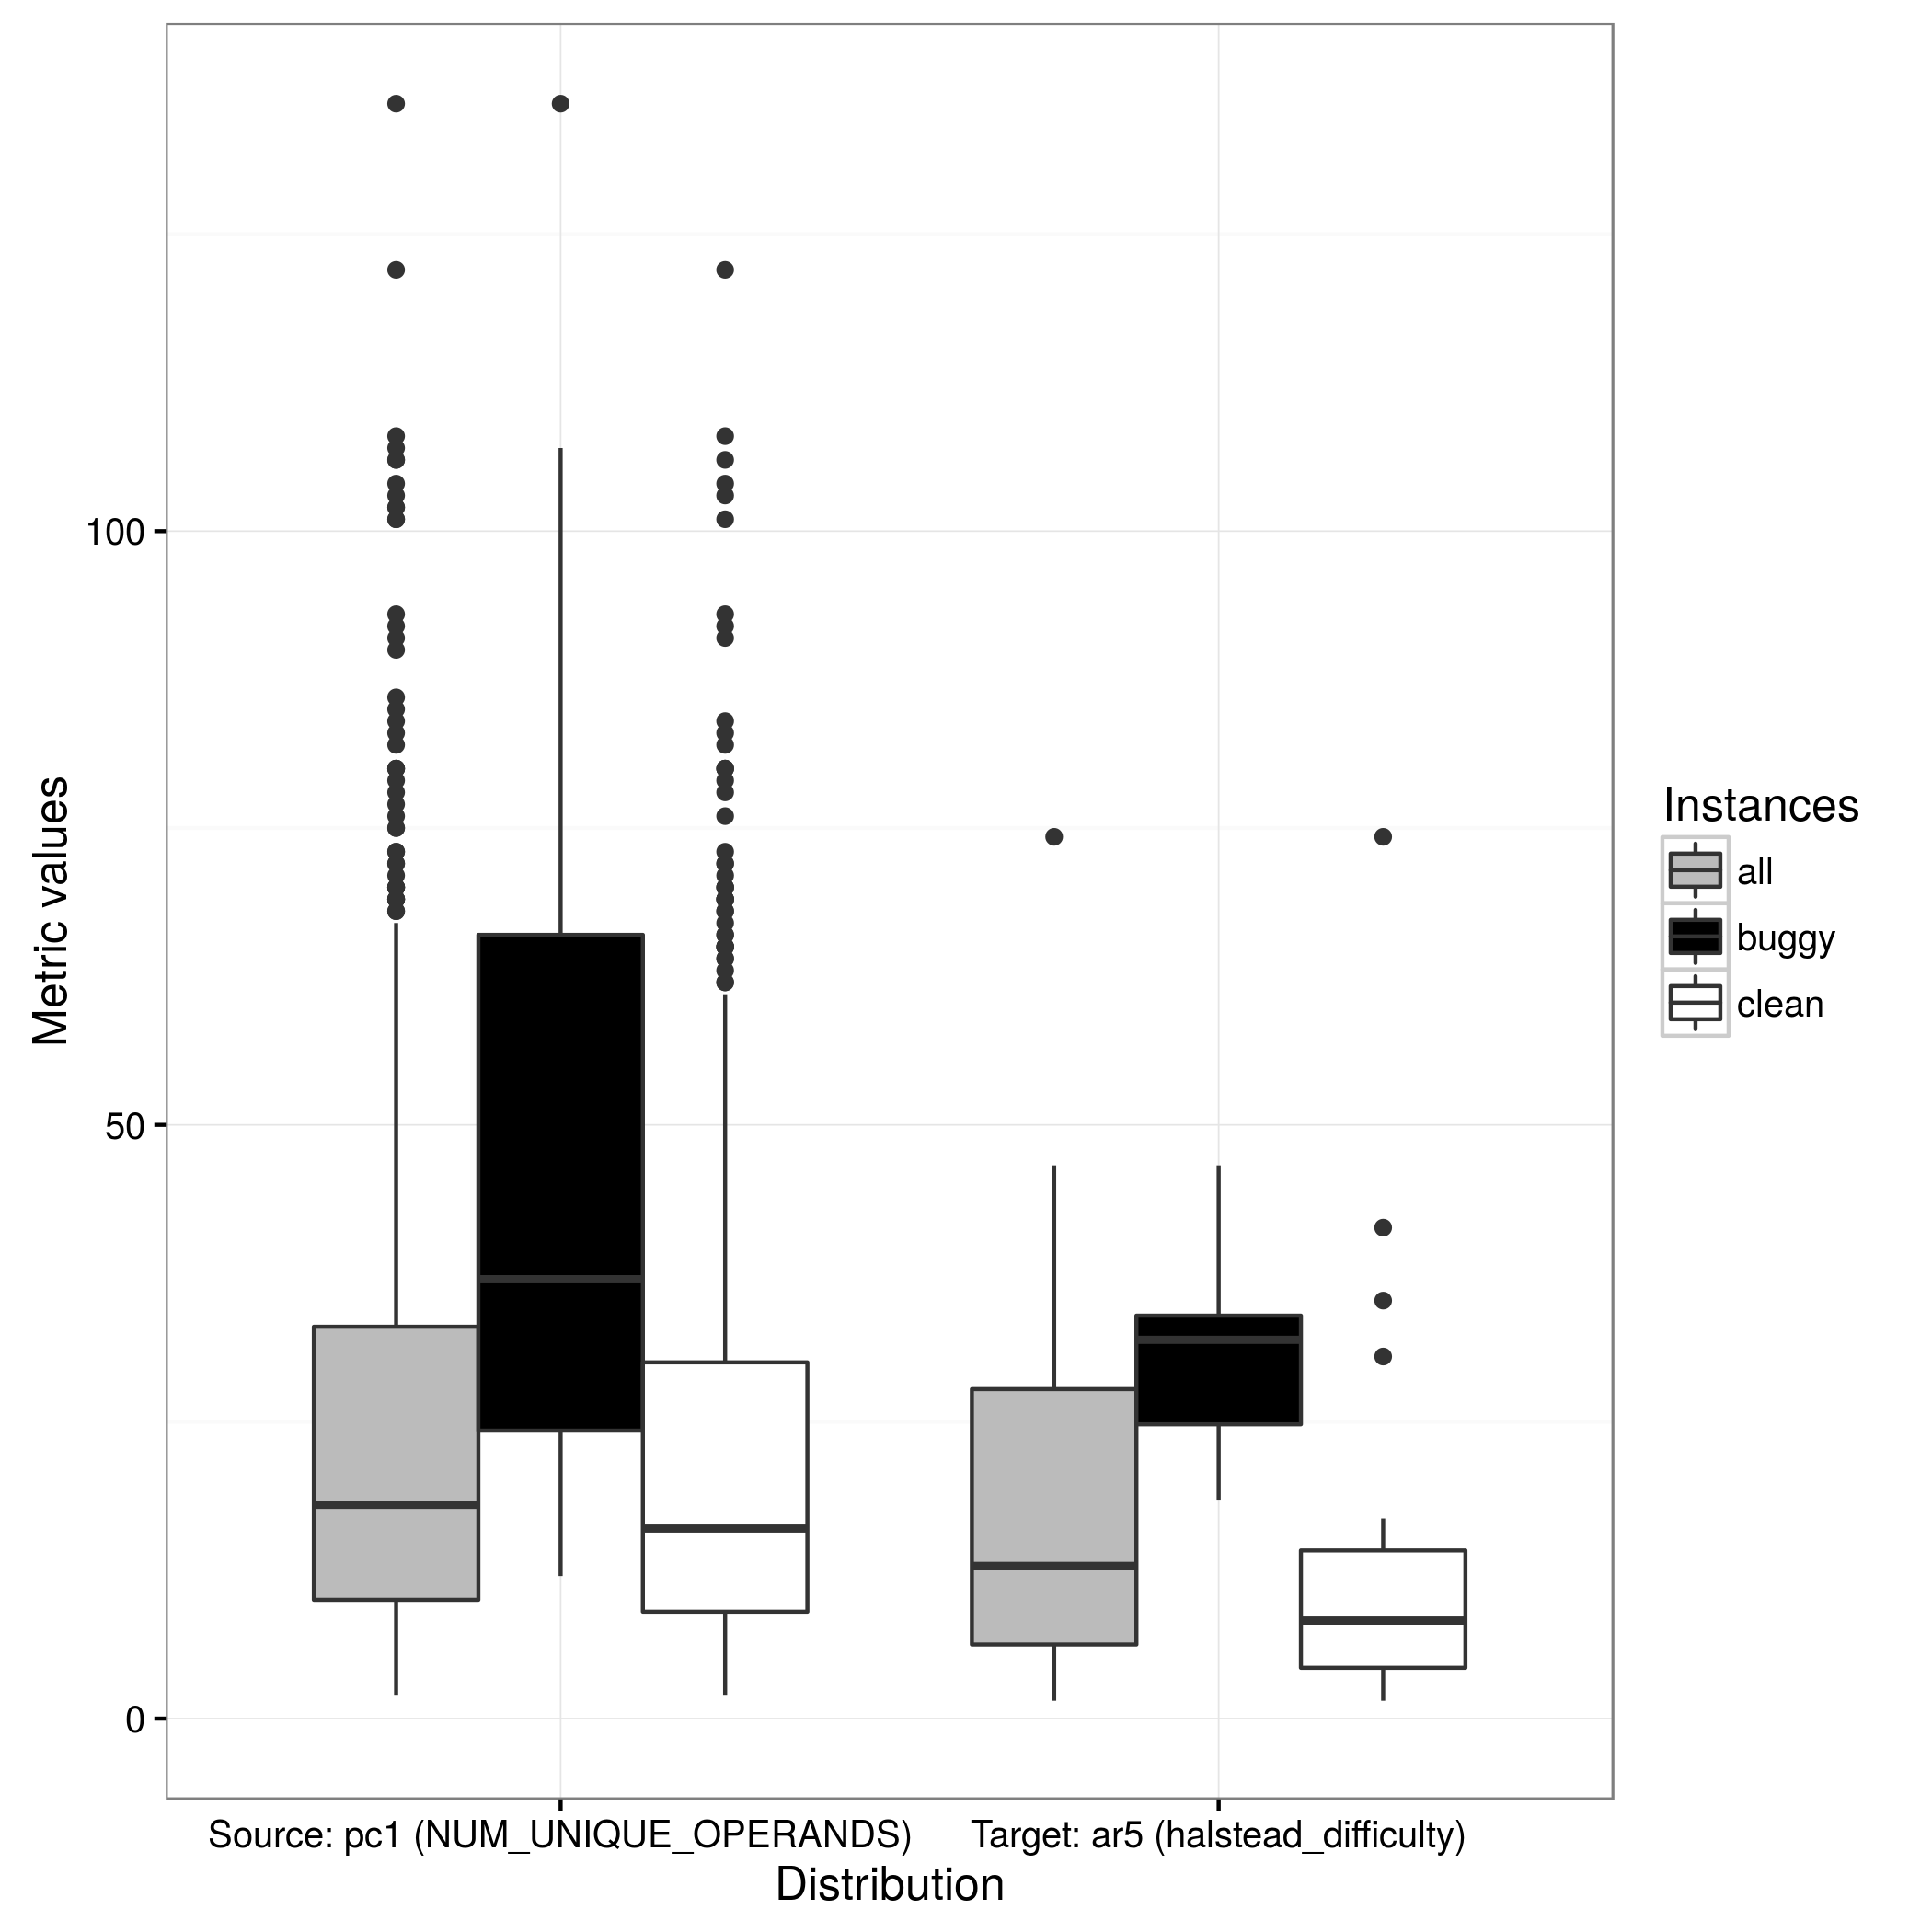 Metric values
100
50
0
Source: pc1 (NUM_UNIQUE_OPERANDS)
Target: ar5 (halstead_difficulty)
Distribution
Instances
all
buggy
clean